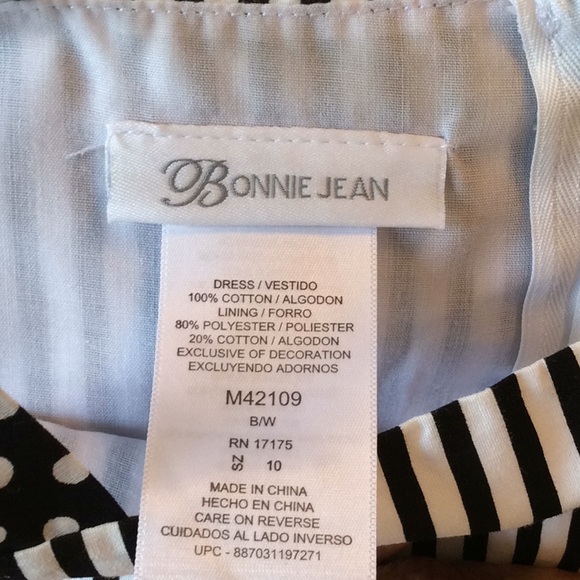 BONNIE JEAN
DRESS / VESTIDO
100% COTTON / ALGODON
LINING / FORRO
80% POLYESTER / POLIESTER
20% COTTON / ALGODON
EXCLUSIVE OF DECORATION
EXCLUYENDO ADORNOS
M42109
B/W
RN 17175
SZ 10
MADE IN CHINA
HECHO EN CHINA
CARE ON REVERSE
CUIDADOS AL LADO INVERSO
UPC - 887031197271